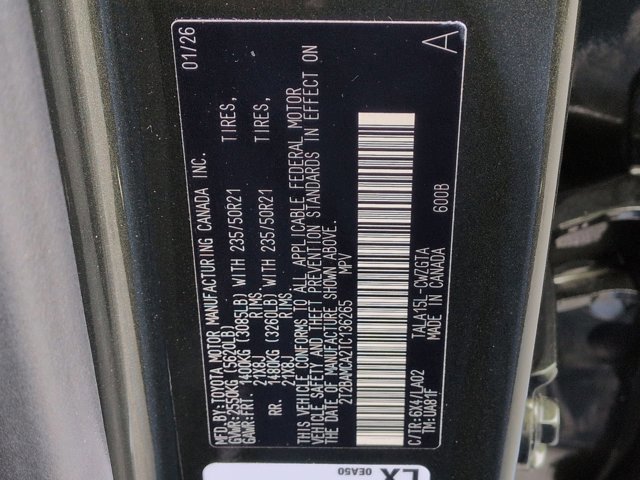 MFD.BY:TOYOTA MOTOR MANUFACTURING CANADA INC. 01/26
GVWR:2550KG(5620LB)
GAWR:FRT. 1400KG (3085LB) WITH 235/50R21 TIRES,
21X8J RIMS
RR. 1480KG (3260LB) WITH 235/50R21 TIRES,
21X8J RIMS
THIS VEHICLE CONFORMS TO ALL APPLICABLE FEDERAL MOTOR
VEHICLE SAFETY AND THEFT PREVENTION STANDARDS IN EFFECT ON
THE DATE OF MANUFACTURE SHOWN ABOVE.
2T2BAMCA2TC136265 MPV
A
C/TR:6X4/LA02 TALA15L-CWZGTA
TM:UA81F MADE IN CANADA 600B
LX
0EA50